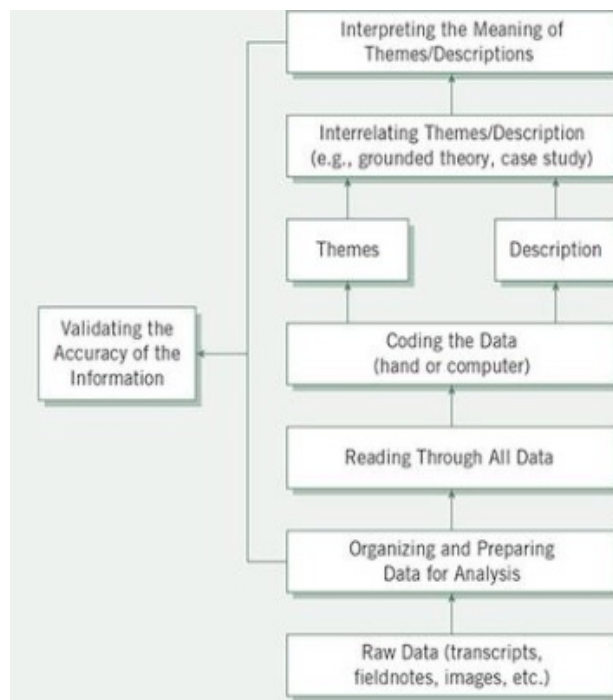 Interpreting the Meaning of
Themes/Descriptions
Interrelating Themes/Description
(e.g., grounded theory, case study)
Themes
Description
Validating the
Accuracy of the
Information
Coding the Data
(hand or computer)
Reading Through All Data
Organizing and Preparing
Data for Analysis
Raw Data (transcripts,
fieldnotes, images, etc.)